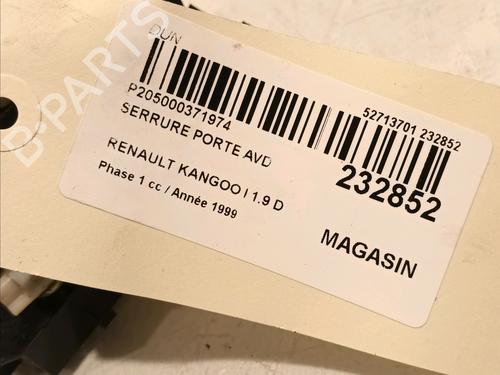 DUN
P205000371974
SERRURE PORTE AVD
52713701 232852
232852
RENAULT KANGOO I 1.9 D
Phase 1 cc / Année 1999
MAGASIN
B-PARTS